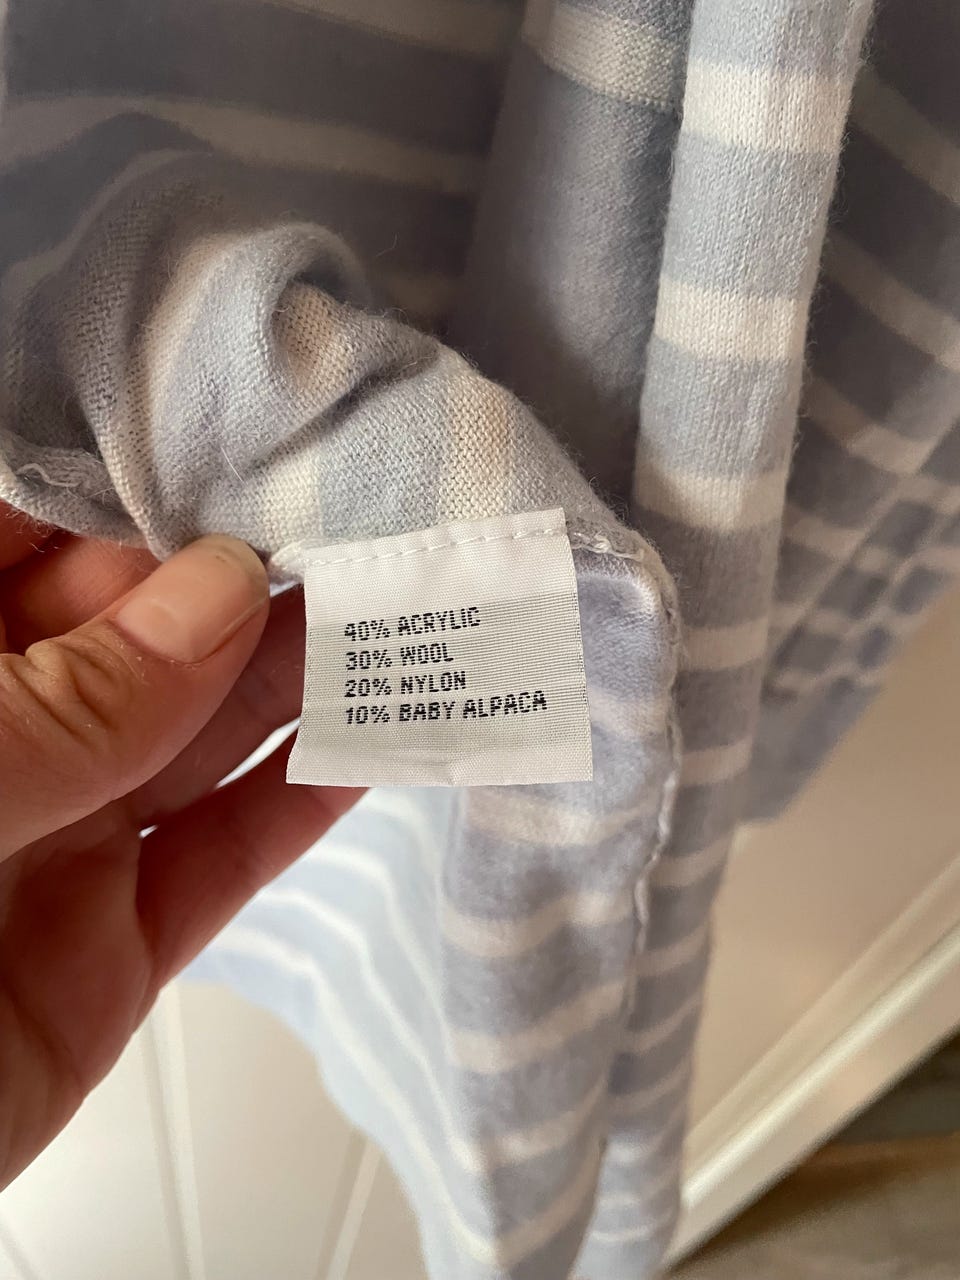 40% ACRYLIC
30% WOOL
20% NYLON
10% BABY ALPACA